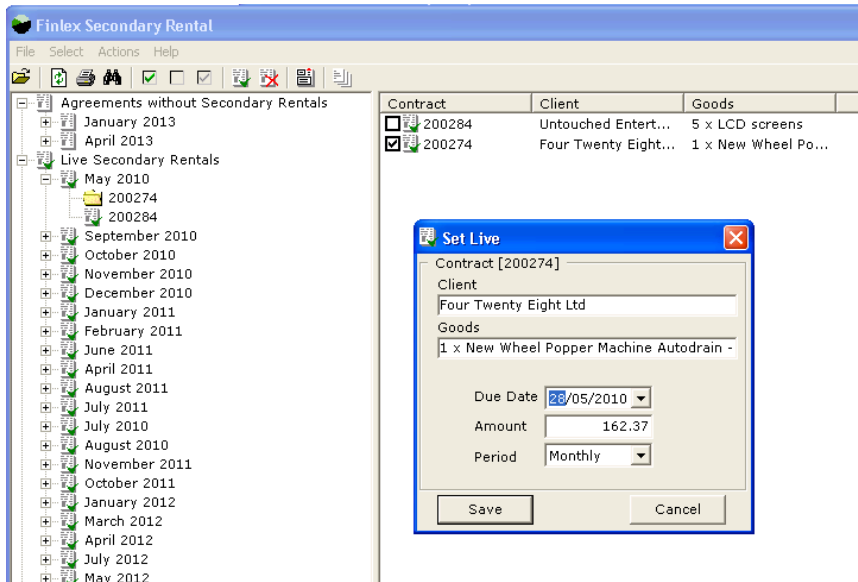 Finlex Secondary Rental
File Select Actions Help
Agreements without Secondary Rentals
January 2013
April 2013
Live Secondary Rentals
May 2010
200274
200284
September 2010
October 2010
November 2010
December 2010
January 2011
February 2011
June 2011
April 2011
August 2011
July 2011
July 2010
August 2010
November 2011
October 2011
January 2012
March 2012
April 2012
July 2012
May 2012
Contract Client Goods
200284 Untouched Entert... 5 x LCD screens
200274 Four Twenty Eight... 1 x New Wheel Po...
Set Live
Contract [200274]
Client
Four Twenty Eight Ltd
Goods
1 x New Wheel Popper Machine Autodrain -
Due Date 28/05/2010
Amount 162.37
Period Monthly
Save Cancel